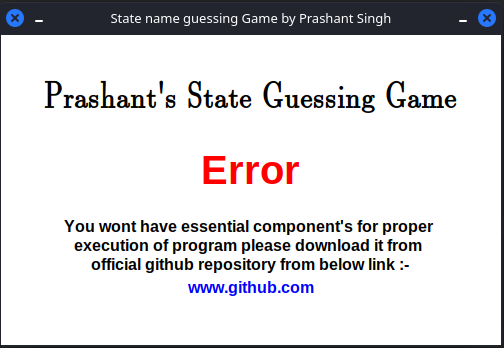 State name guessing Game by Prashant Singh
Prashant's State Guessing Game
Error
You wont have essential component's for proper
execution of program please download it from
official github repository from below link :-
www.github.com